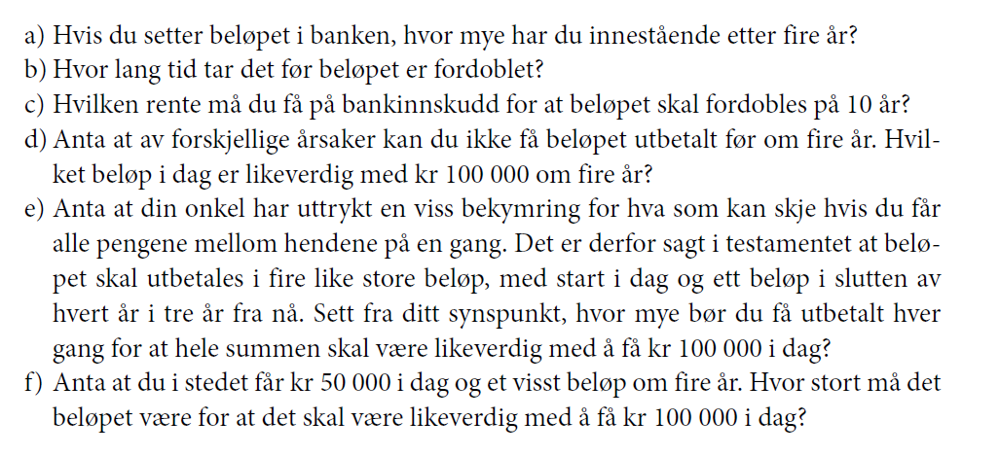 a) Hvis du setter beløpet i banken, hvor mye har du innestående etter fire år?
b) Hvor lang tid tar det før beløpet er fordoblet?
c) Hvilken rente må du få på bankinnskudd for at beløpet skal fordobles på 10 år?
d) Anta at av forskjellige årsaker kan du ikke få beløpet utbetalt før om fire år. Hvil-
ket beløp i dag er likeverdig med kr 100 000 om fire år?
e) Anta at din onkel har uttrykt en viss bekymring for hva som kan skje hvis du får
alle pengene mellom hendene på en gang. Det er derfor sagt i testamentet at belø-
pet skal utbetales i fire like store beløp, med start i dag og ett beløp i slutten av
hvert år i tre år fra nå. Sett fra ditt synspunkt, hvor mye bør du få utbetalt hver
gang for at hele summen skal være likeverdig med å få kr 100 000 i dag?
f) Anta at du i stedet får kr 50 000 i dag og et visst beløp om fire år. Hvor stort må det
beløpet være for at det skal være likeverdig med å få kr 100 000 i dag?